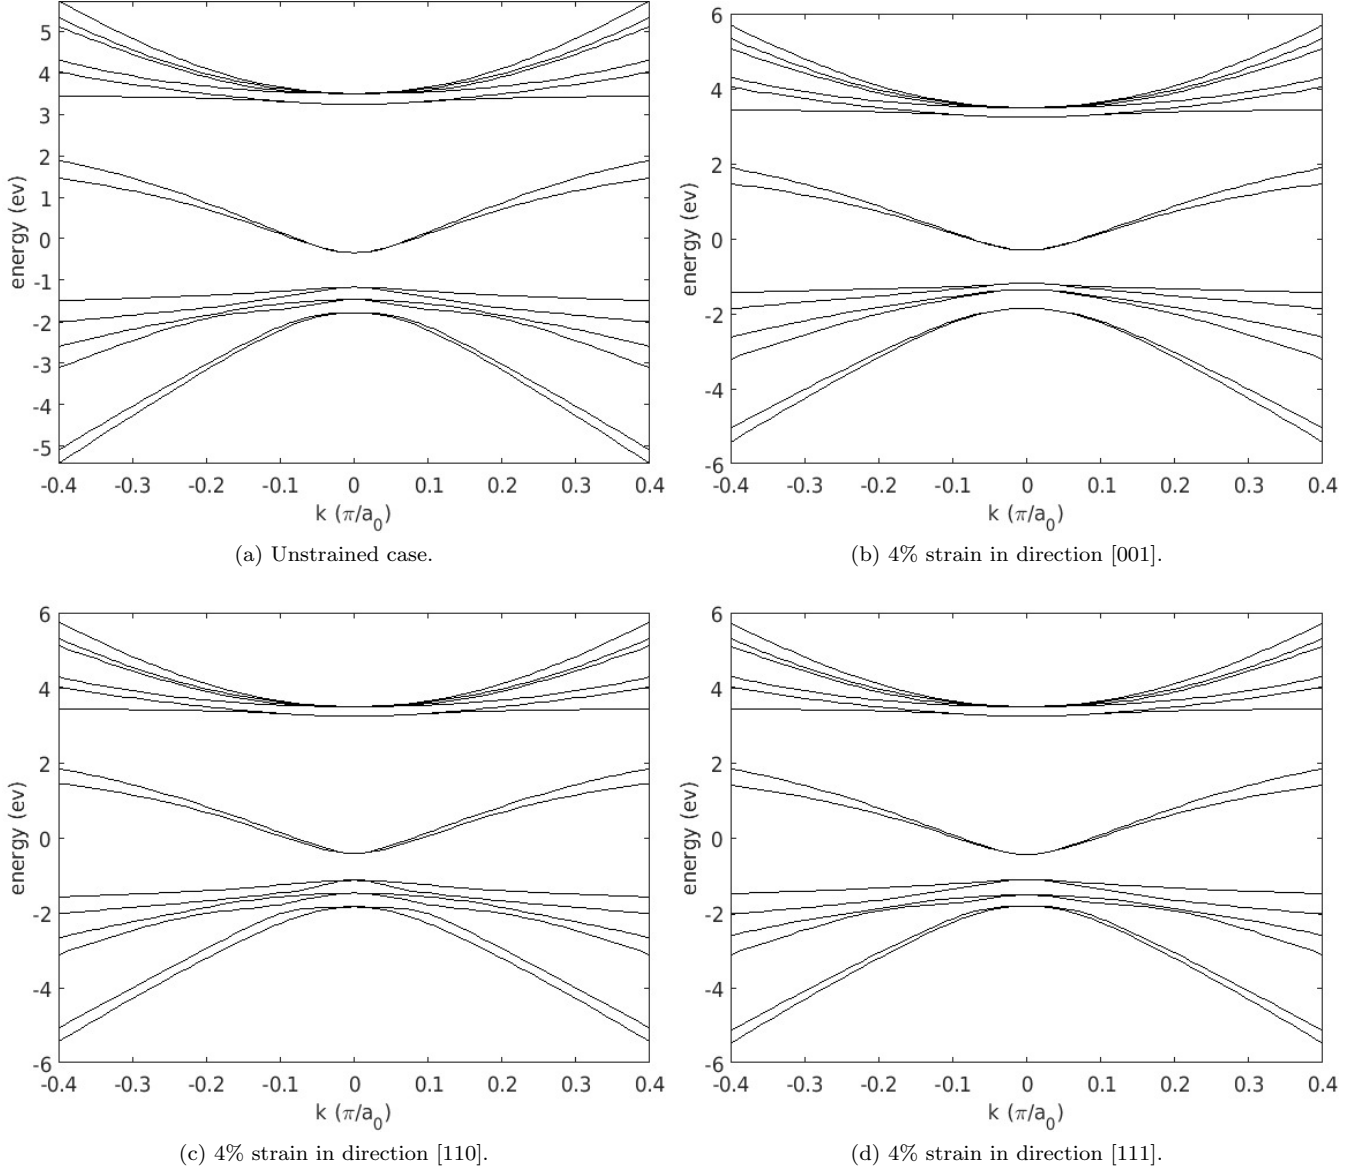 5
4
3
2
1
0
-1
-2
-3
-4
-5
energy (ev)
-0.4 -0.3 -0.2 -0.1 0 0.1 0.2 0.3 0.4
k (π/a₀)
(a) Unstrained case.
6
4
2
0
-2
-4
-6
energy (ev)
-0.4 -0.3 -0.2 -0.1 0 0.1 0.2 0.3 0.4
k (π/a₀)
(b) 4% strain in direction [001].
6
4
2
0
-2
-4
-6
energy (ev)
-0.4 -0.3 -0.2 -0.1 0 0.1 0.2 0.3 0.4
k (π/a₀)
(c) 4% strain in direction [110].
6
4
2
0
-2
-4
-6
energy (ev)
-0.4 -0.3 -0.2 -0.1 0 0.1 0.2 0.3 0.4
k (π/a₀)
(d) 4% strain in direction [111].